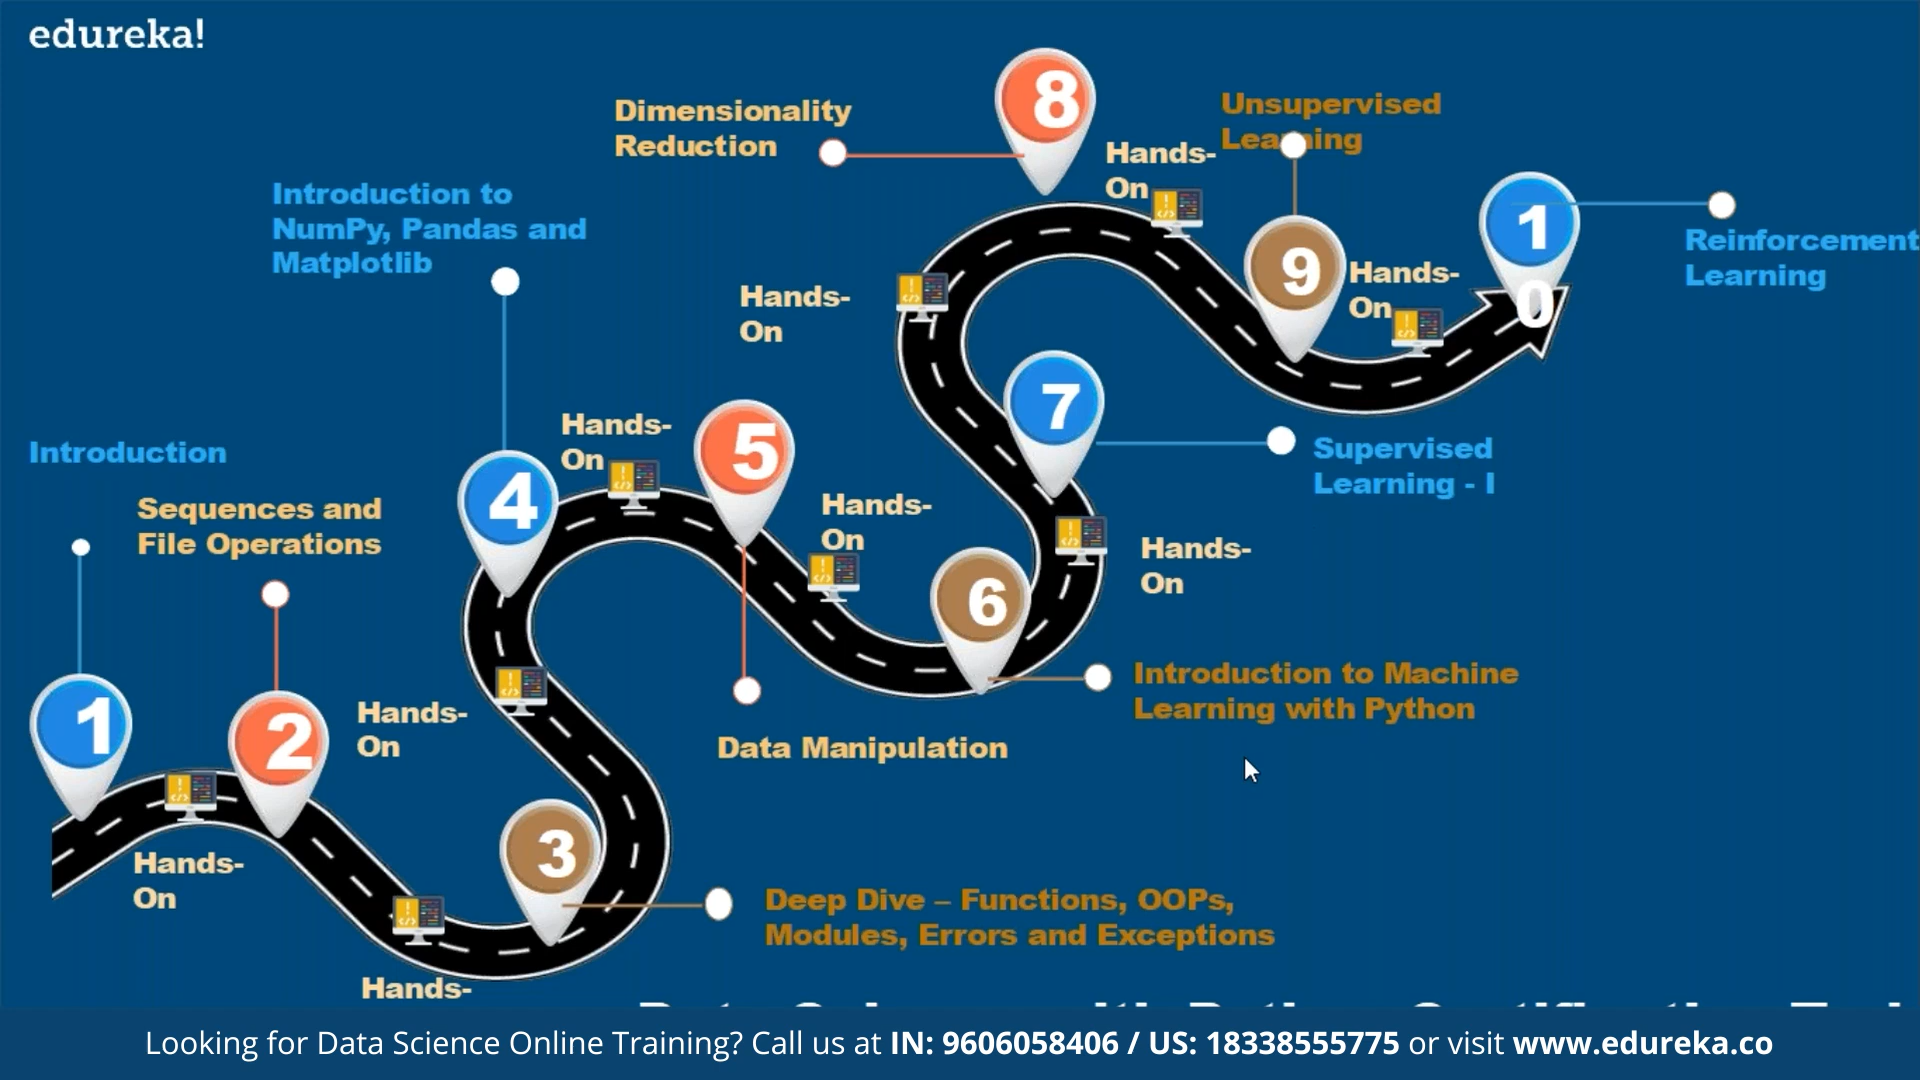 edureka!
Introduction
1
Sequences and
File Operations
2
Hands-
On
Hands-
On
Hands-
3
Deep Dive – Functions, OOPs,
Modules, Errors and Exceptions
Introduction to
NumPy, Pandas and
Matplotlib
4
Hands-
On
5
Data Manipulation
Hands-
On
6
Introduction to Machine
Learning with Python
Hands-
On
7
Supervised
Learning - I
Hands-
On
Dimensionality
Reduction
8
Hands-
On
Unsupervised
Learning
9
Hands-
On
1
0
Reinforcement
Learning
Looking for Data Science Online Training? Call us at IN: 9606058406 / US: 18338555775 or visit www.edureka.co